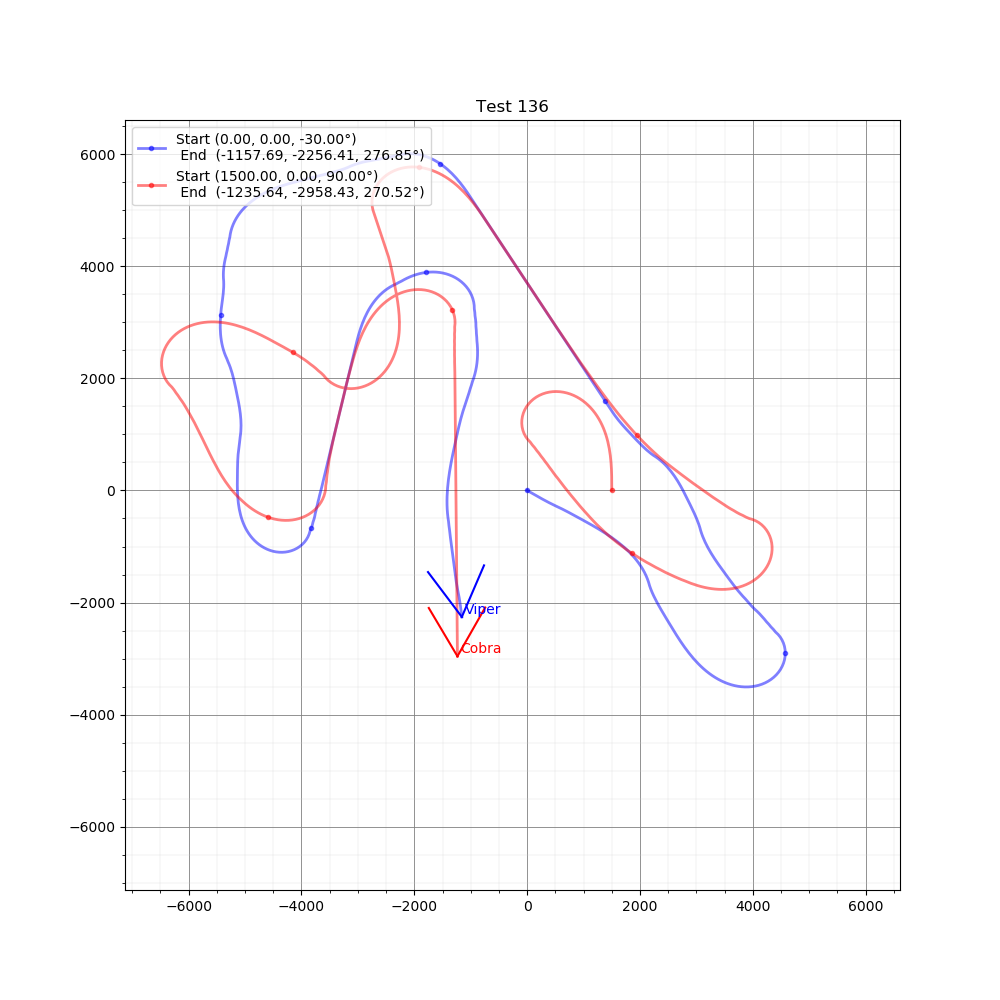 Test 136
Start (0.00, 0.00, -30.00°)
End  (-1157.69, -2256.41, 276.85°)
Start (1500.00, 0.00, 90.00°)
End  (-1235.64, -2958.43, 270.52°)
6000
4000
2000
0
−2000
−4000
−6000
Viper
Cobra
−6000 −4000 −2000 0 2000 4000 6000